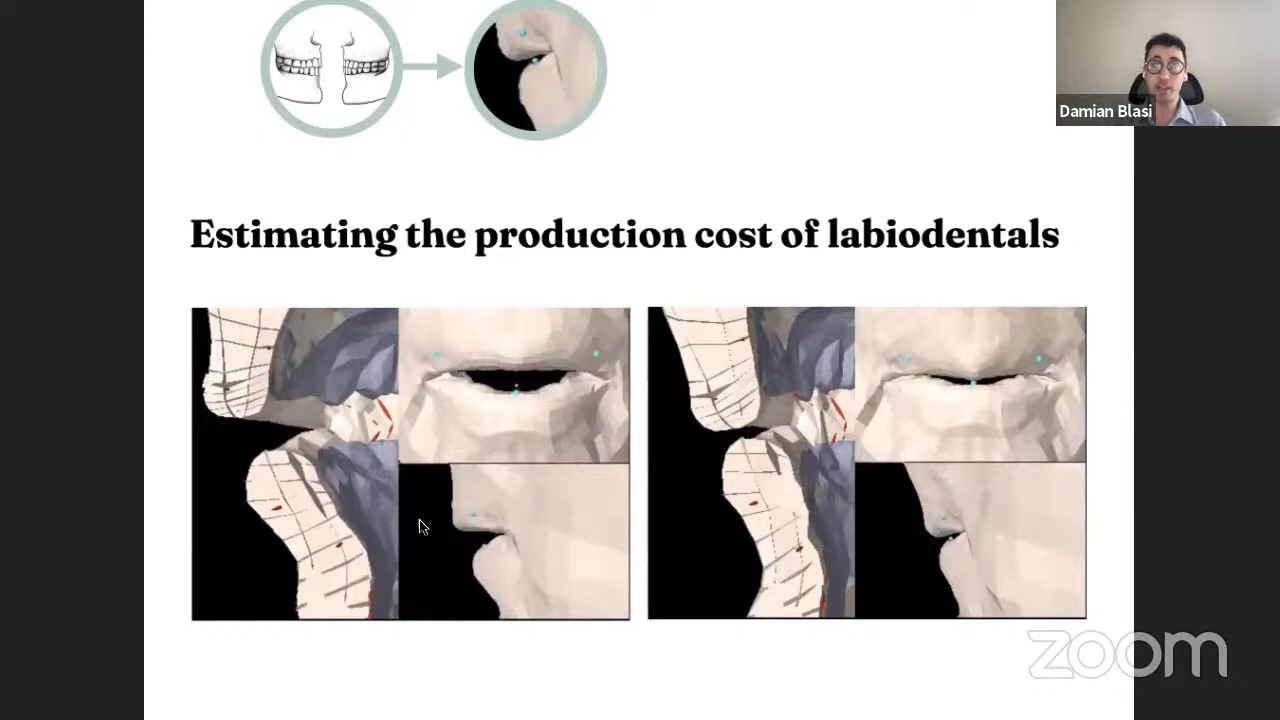 Damian Blasi
Estimating the production cost of labiodentals
zoom